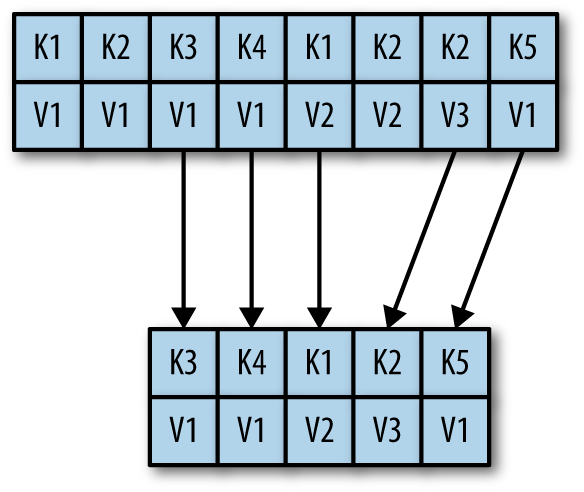 K1 K2 K3 K4 K1 K2 K2 K5
V1 V1 V1 V1 V2 V2 V3 V1
K3 K4 K1 K2 K5
V1 V1 V2 V3 V1